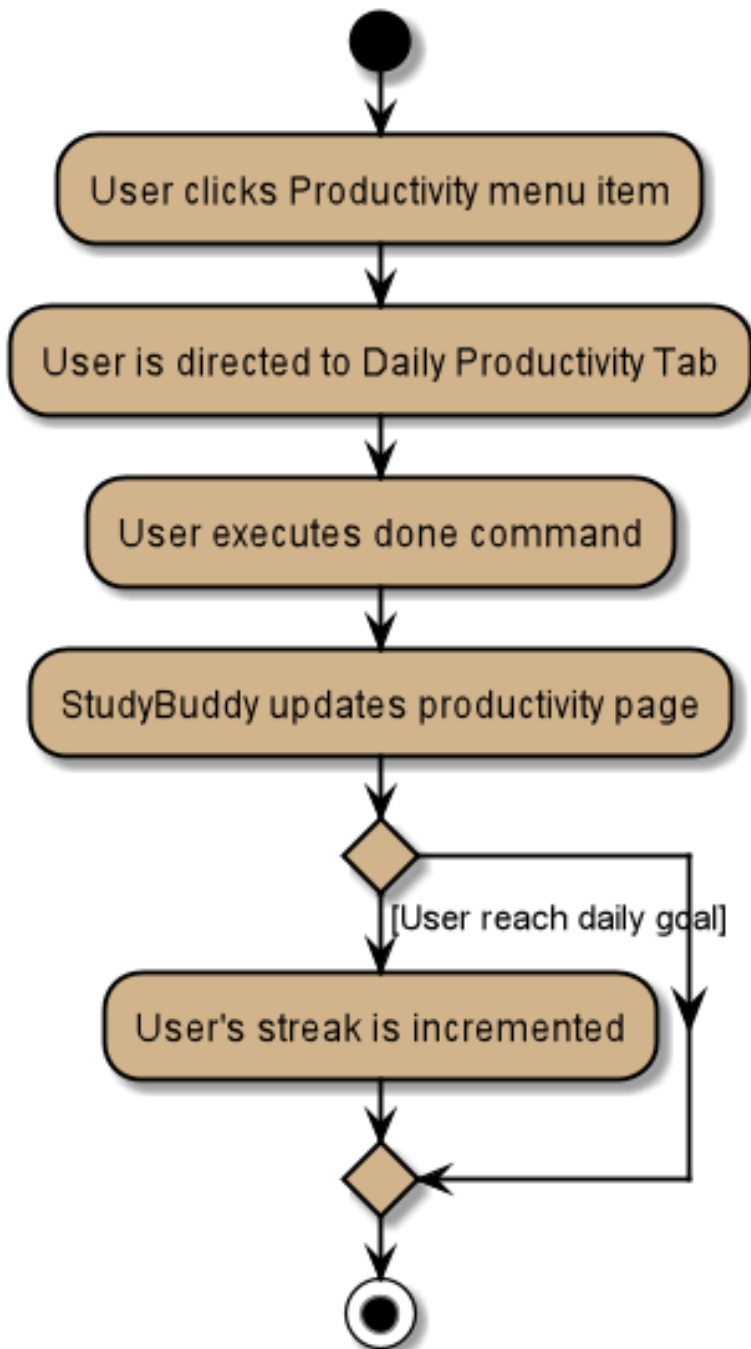 User clicks Productivity menu item
User is directed to Daily Productivity Tab
User executes done command
StudyBuddy updates productivity page
[User reach daily goal]
User's streak is incremented